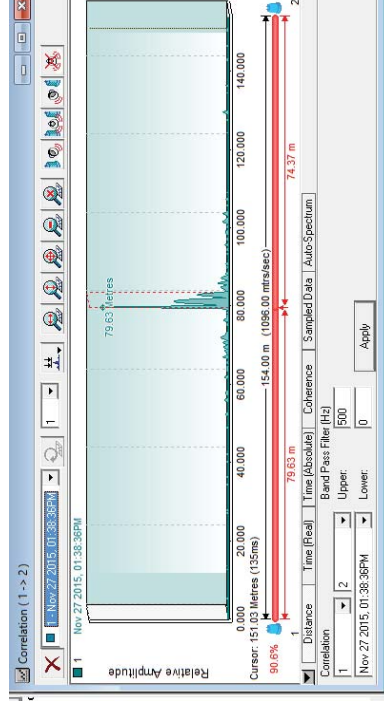 Correlation ( 1 -> 2 )
1 - Nov 27 2015, 01:38:36PM
1
1
Nov 27 2015, 01:38:36PM
79.63 Metres
Relative Amplitude
0.000 20.000 40.000 60.000 80.000 100.000 120.000 140.000
Cursor: 151.03 Metres (135ms)
90.6%
154.00 m (1096.00 mtrs/sec)
1
2
79.63 m
74.37 m
Distance Time (Real) Time (Absolute) Coherence Sampled Data Auto-Spectrum
Correlation
1 2
Nov 27 2015, 01:38:36PM
Band Pass Filter (Hz)
Upper: 500
Lower: 0
Apply